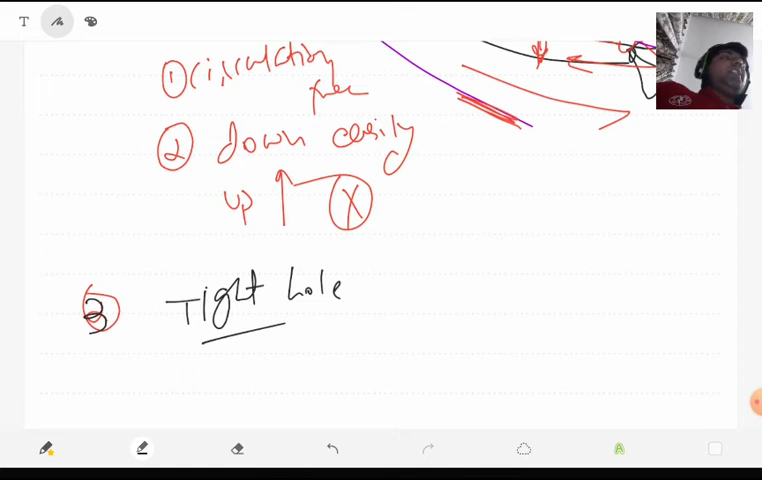 ① circulation
free
② down easily
up X
3 Tight hole
T
A